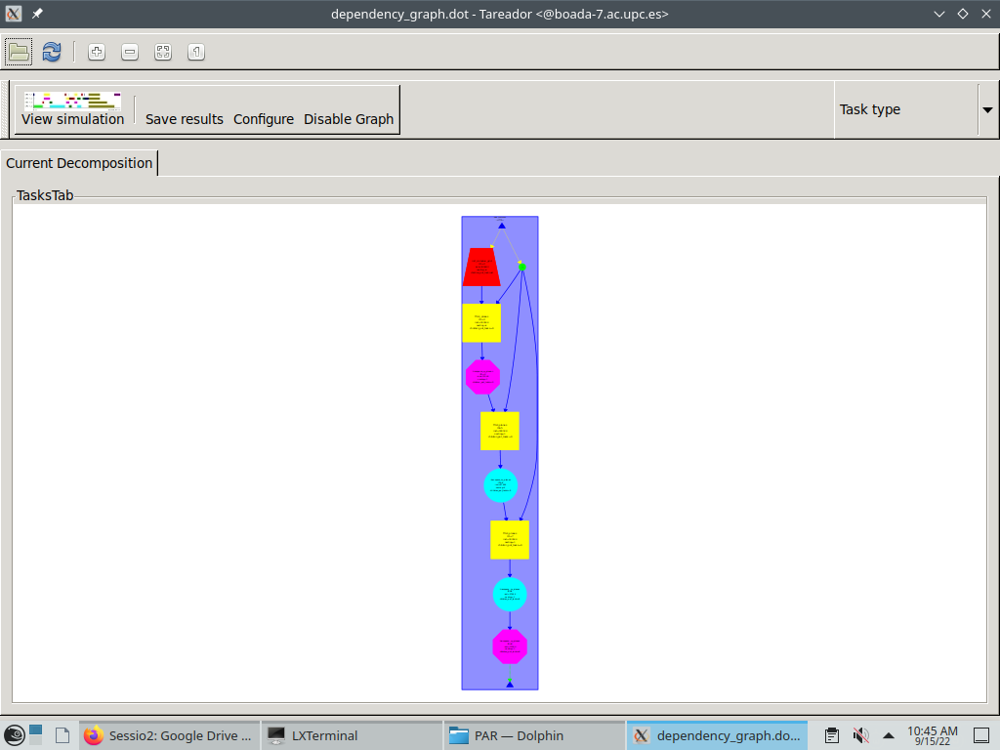 dependency_graph.dot - Tareador <@boada-7.ac.upc.es>
View simulation
Save results
Configure
Disable Graph
Task type
Current Decomposition
TasksTab
Sessio2: Google Drive ...
LXTerminal
PAR — Dolphin
dependency_graph.do...
10:45 AM
9/15/22